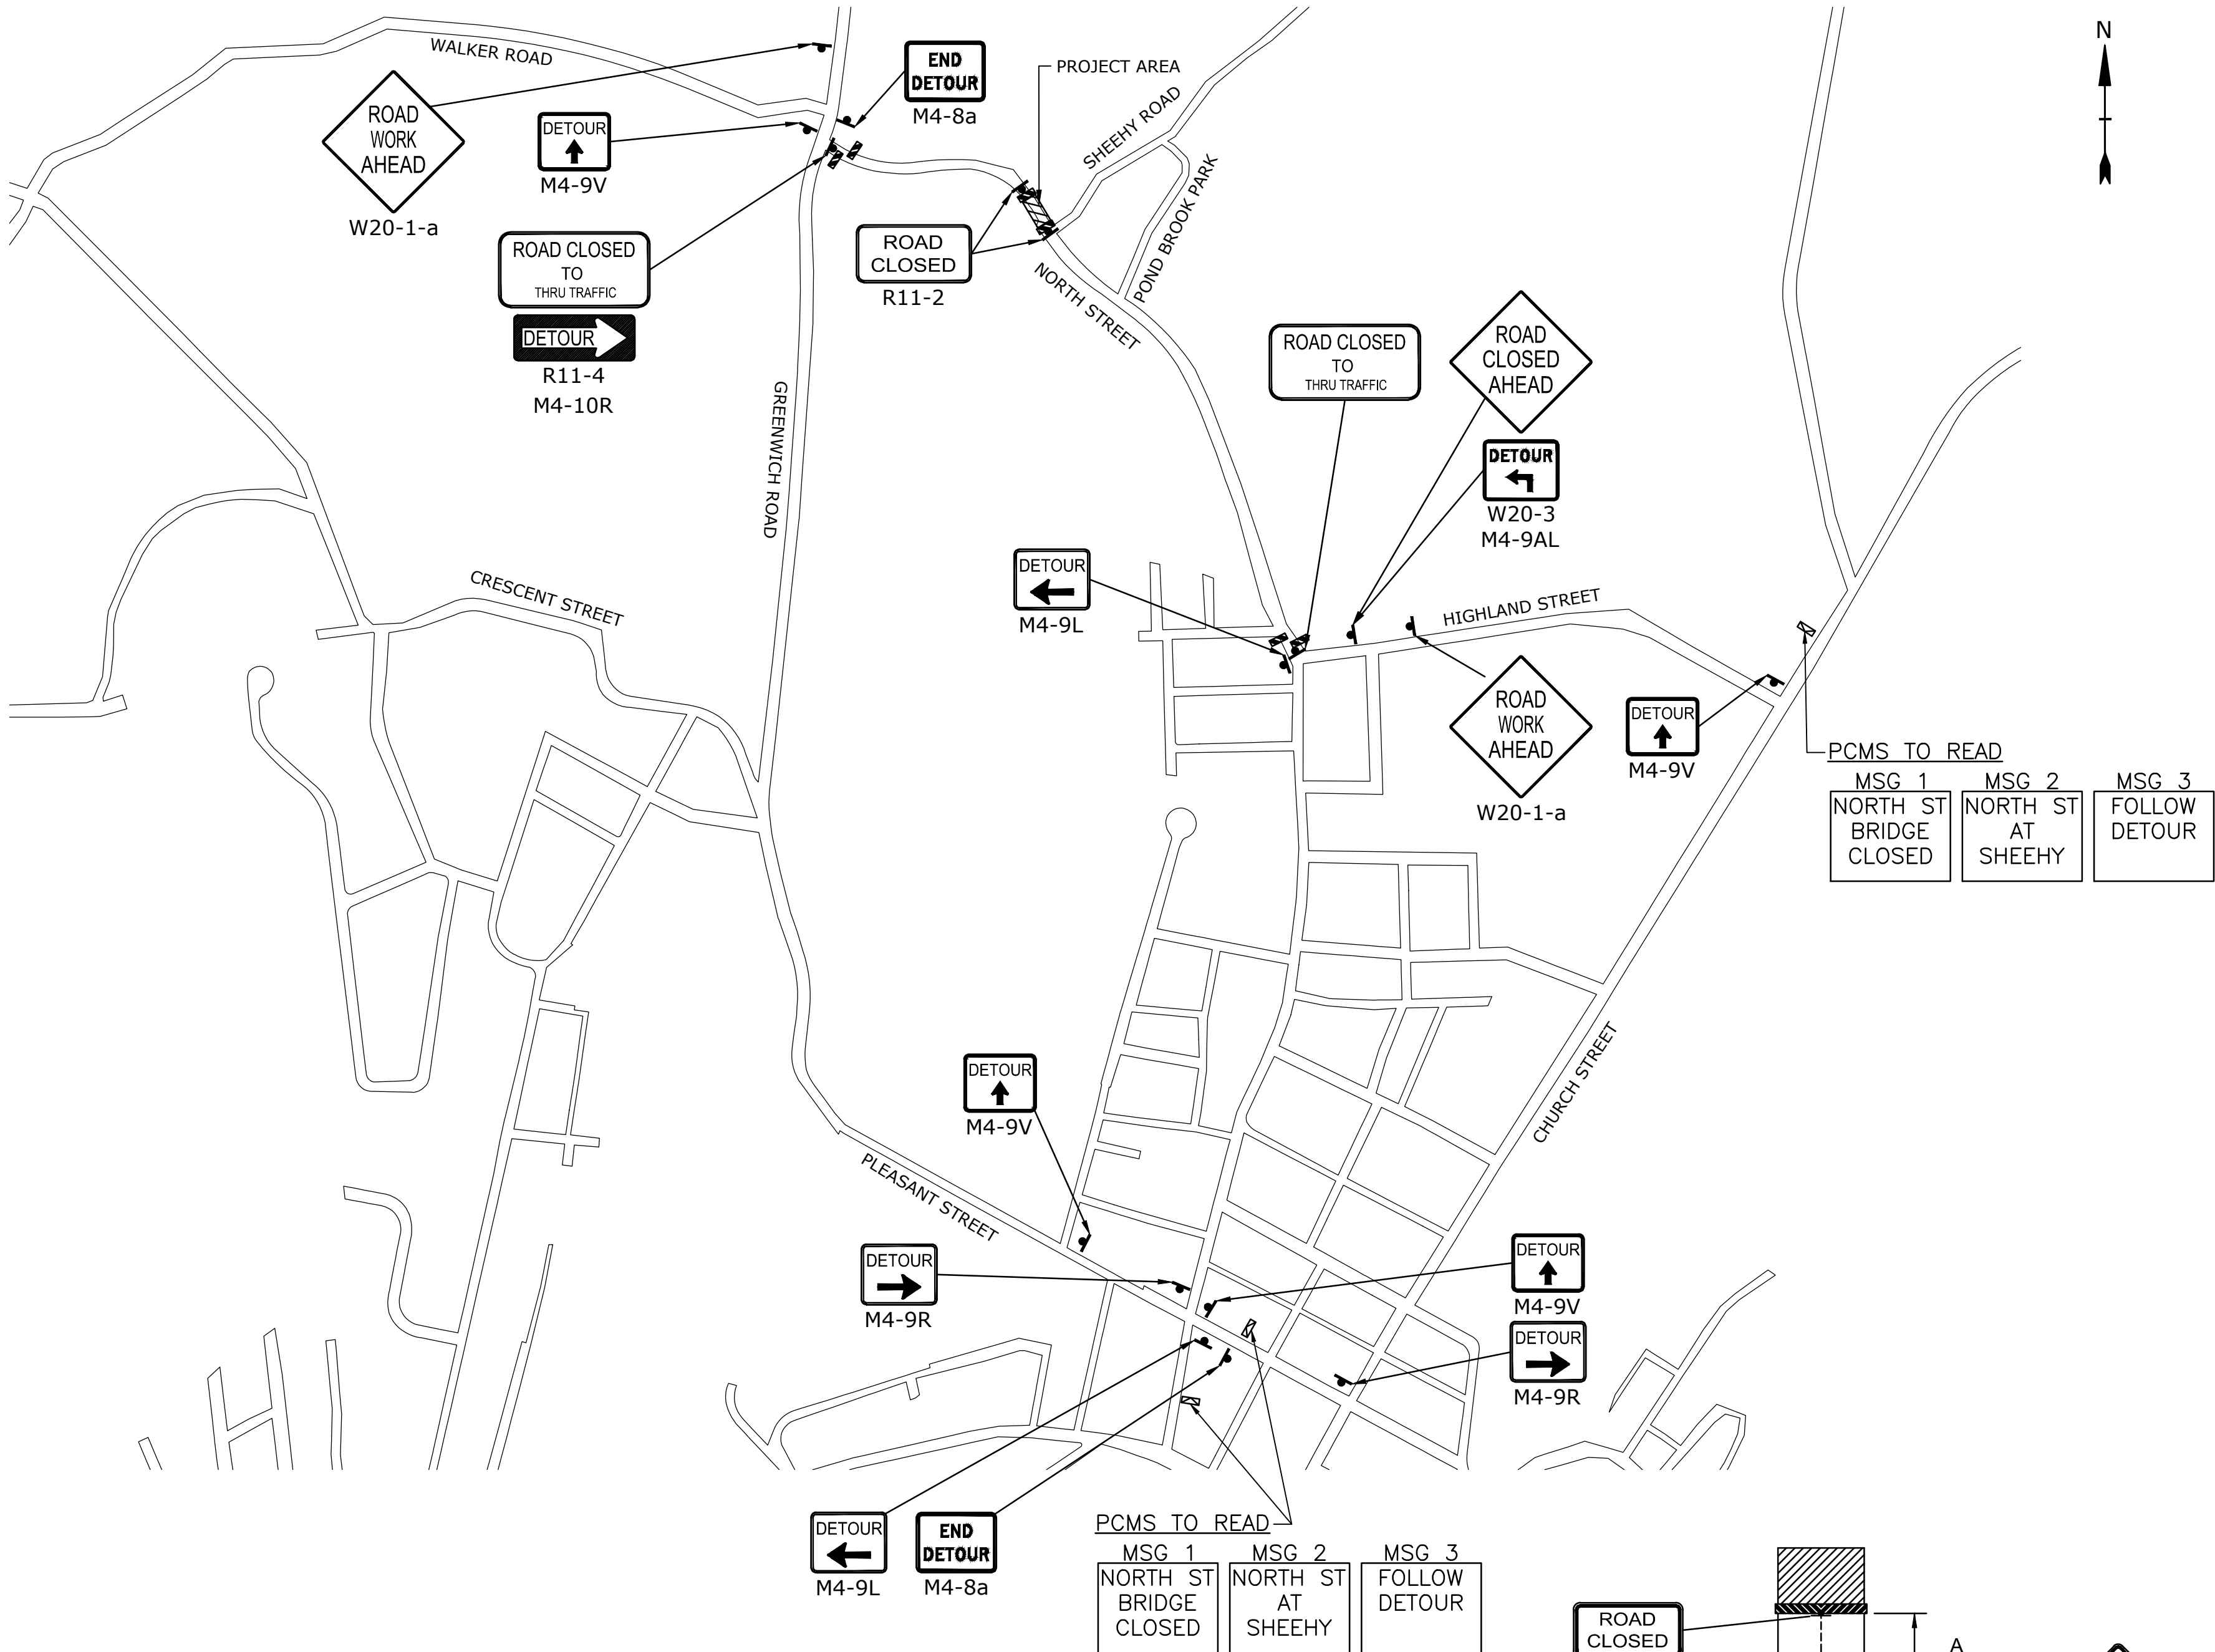 N
WALKER ROAD
END
DETOUR
M4-8a
PROJECT AREA
ROAD
WORK
AHEAD
W20-1-a
DETOUR
M4-9V
SHEEHY ROAD
POND BROOK PARK
ROAD CLOSED
TO
THRU TRAFFIC
DETOUR
R11-4
M4-10R
ROAD
CLOSED
R11-2
NORTH STREET
GREENWICH ROAD
ROAD CLOSED
TO
THRU TRAFFIC
ROAD
CLOSED
AHEAD
DETOUR
W20-3
M4-9AL
CRESCENT STREET
DETOUR
M4-9L
HIGHLAND STREET
ROAD
WORK
AHEAD
W20-1-a
DETOUR
M4-9V
PCMS TO READ
MSG 1 MSG 2 MSG 3
NORTH ST NORTH ST FOLLOW
BRIDGE AT DETOUR
CLOSED SHEEHY
CHURCH STREET
DETOUR
M4-9V
PLEASANT STREET
DETOUR
M4-9R
DETOUR
M4-9V
DETOUR
M4-9R
DETOUR
M4-9L
END
DETOUR
M4-8a
PCMS TO READ
MSG 1 MSG 2 MSG 3
NORTH ST NORTH ST FOLLOW
BRIDGE AT DETOUR
CLOSED SHEEHY
ROAD
CLOSED
A